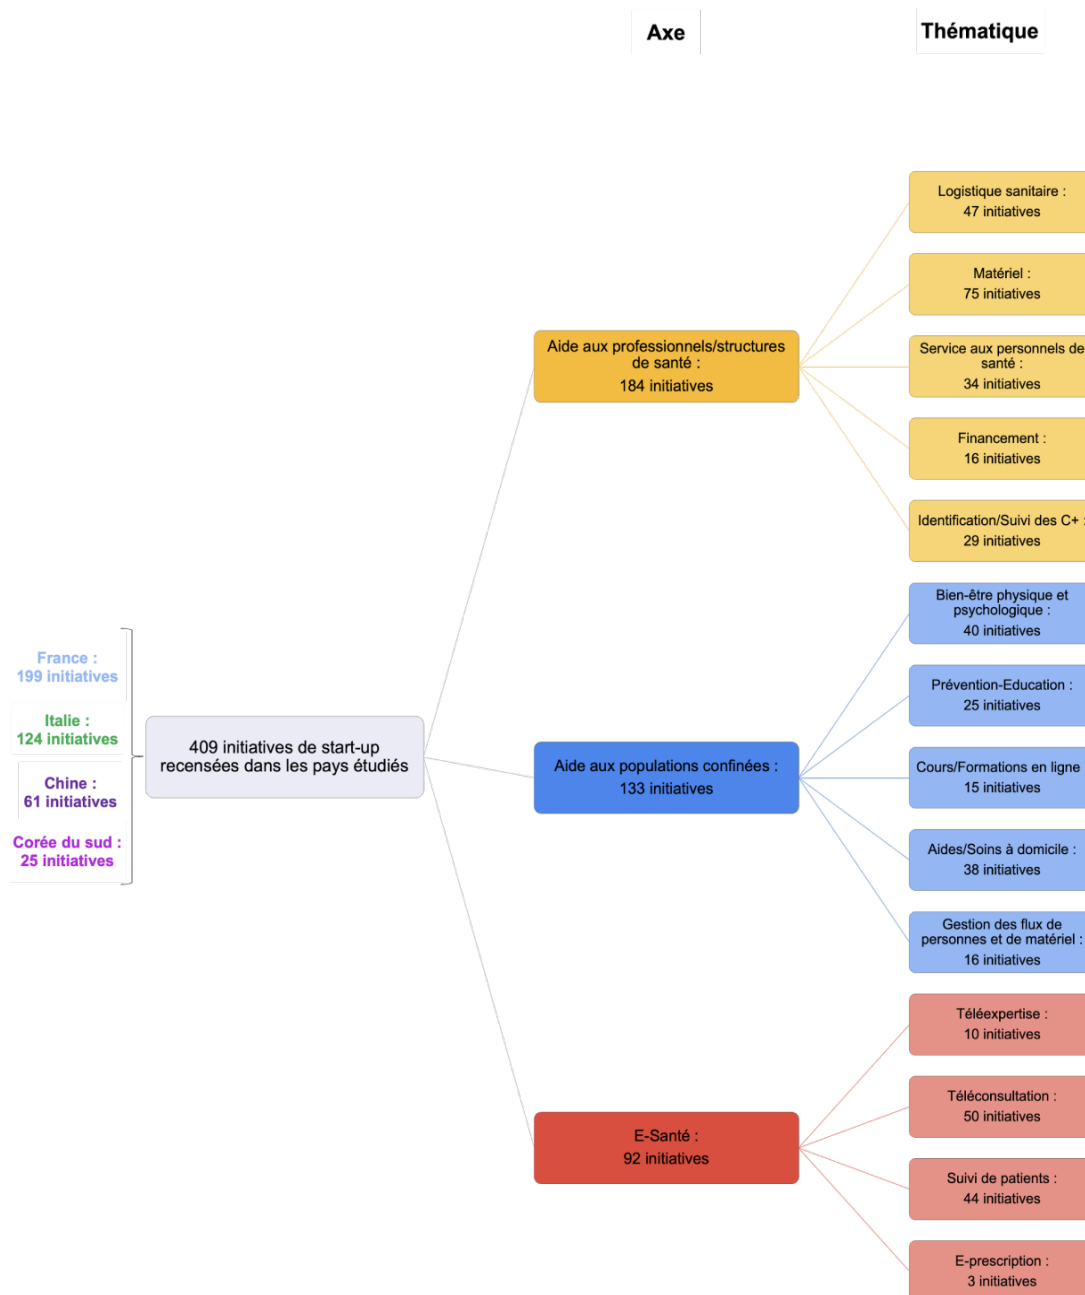 Axe
Thématique
Logistique sanitaire :
47 initiatives
Matériel :
75 initiatives
Aide aux professionnels/structures
de santé :
184 initiatives
Service aux personnels de
santé :
34 initiatives
Financement :
16 initiatives
Identification/Suivi des C+ :
29 initiatives
France :
199 initiatives
Italie :
124 initiatives
Chine :
61 initiatives
Corée du sud :
25 initiatives
409 initiatives de start-up
recensées dans les pays étudiés
Aide aux populations confinées :
133 initiatives
Bien-être physique et
psychologique :
40 initiatives
Prévention-Education :
25 initiatives
Cours/Formations en ligne
15 initiatives
Aides/Soins à domicile :
38 initiatives
Gestion des flux de
personnes et de matériel :
16 initiatives
E-Santé :
92 initiatives
Téléexpertise :
10 initiatives
Téléconsultation :
50 initiatives
Suivi de patients :
44 initiatives
E-prescription :
3 initiatives